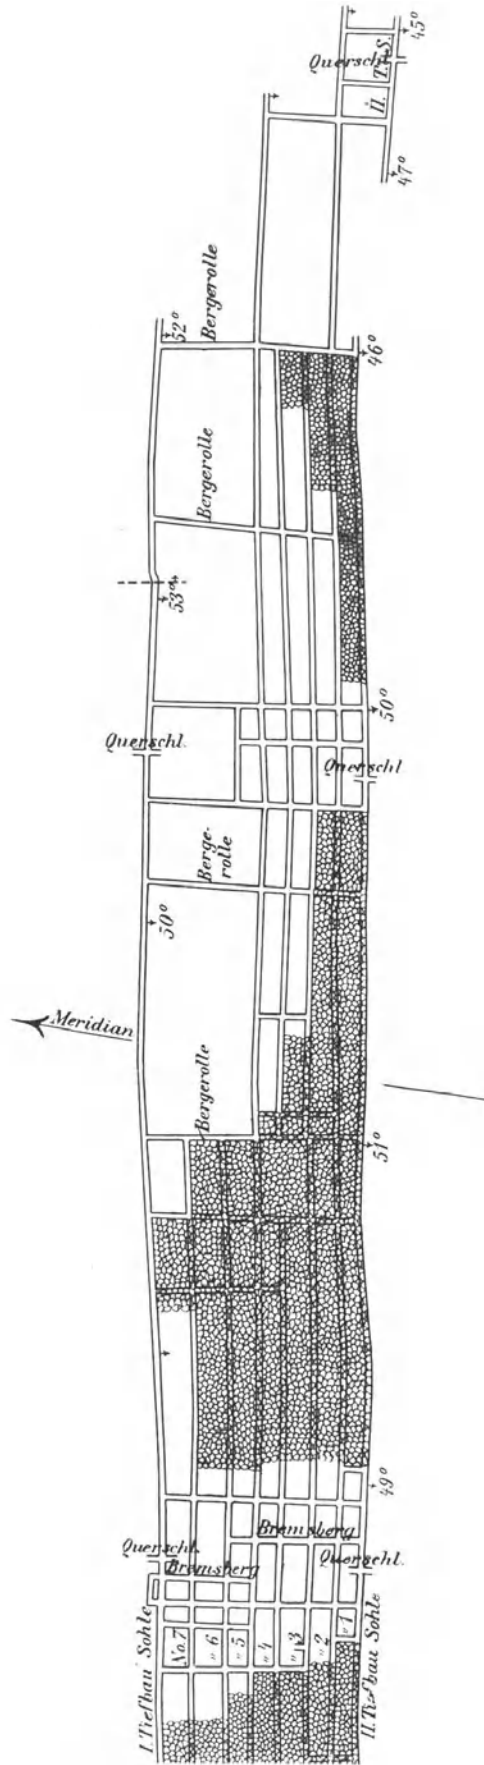 45°
Querschl.
II. T. S.
47°
52°
Bergerolle
46°
Bergerolle
53°
50°
Querschl.
Querschl
Berge-
rolle
50°
Meridian
Bergerolle
51°
49°
Bremsberg
Querschl.
Bremsberg
Querschl.
I. Tiefbau Sohle
No. 7
„ 6
„ 5
„ 4
„ 3
„ 2
„ 1
II. Tiefbau Sohle